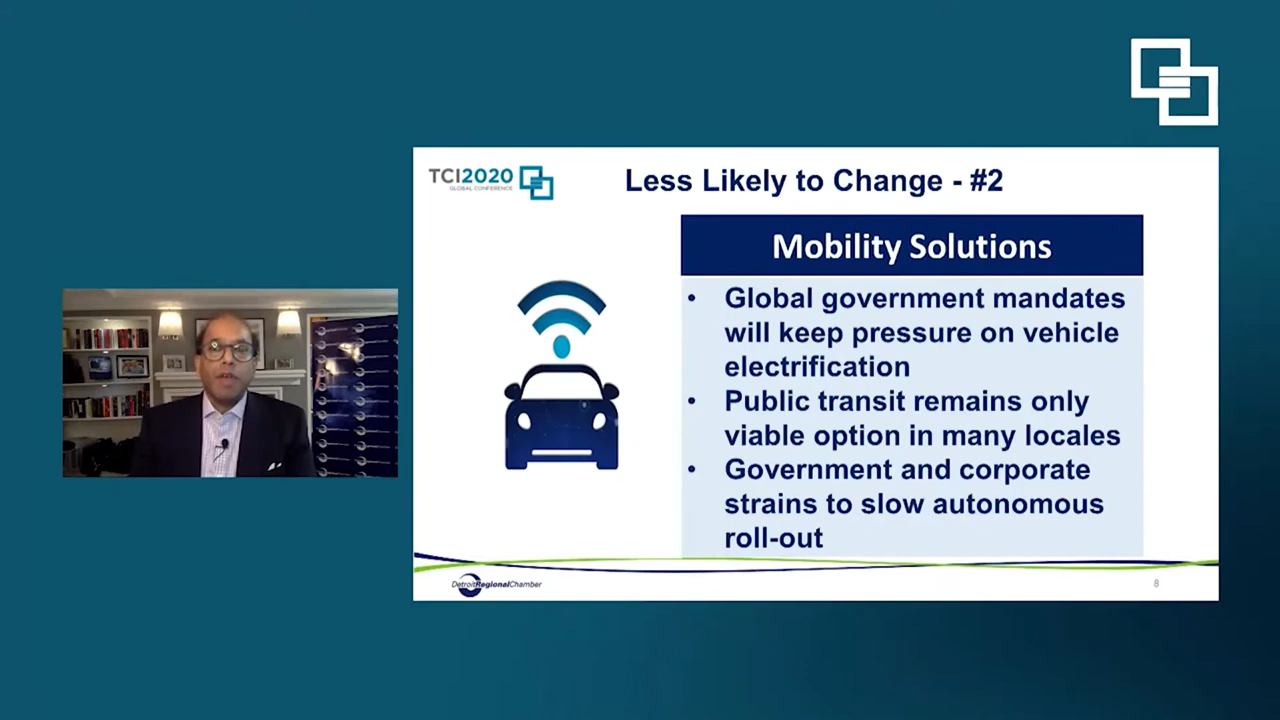 TCI2020
GLOBAL CONFERENCE
Less Likely to Change - #2
Mobility Solutions
• Global government mandates
will keep pressure on vehicle
electrification
• Public transit remains only
viable option in many locales
• Government and corporate
strains to slow autonomous
roll-out
DetroitRegionalChamber
8